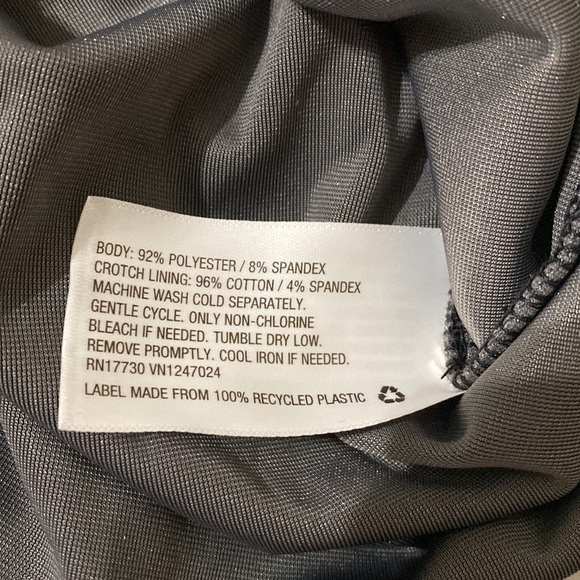 BODY: 92% POLYESTER / 8% SPANDEX
CROTCH LINING: 96% COTTON / 4% SPANDEX
MACHINE WASH COLD SEPARATELY.
GENTLE CYCLE. ONLY NON-CHLORINE
BLEACH IF NEEDED. TUMBLE DRY LOW.
REMOVE PROMPTLY. COOL IRON IF NEEDED.
RN17730 VN1247024
LABEL MADE FROM 100% RECYCLED PLASTIC